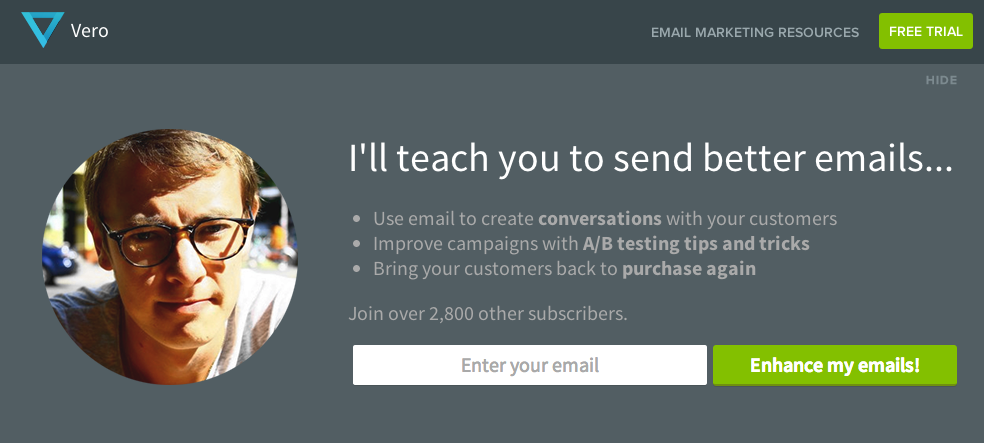 Vero
EMAIL MARKETING RESOURCES
FREE TRIAL
HIDE
I'll teach you to send better emails...
Use email to create conversations with your customers
Improve campaigns with A/B testing tips and tricks
Bring your customers back to purchase again
Join over 2,800 other subscribers.
Enter your email
Enhance my emails!